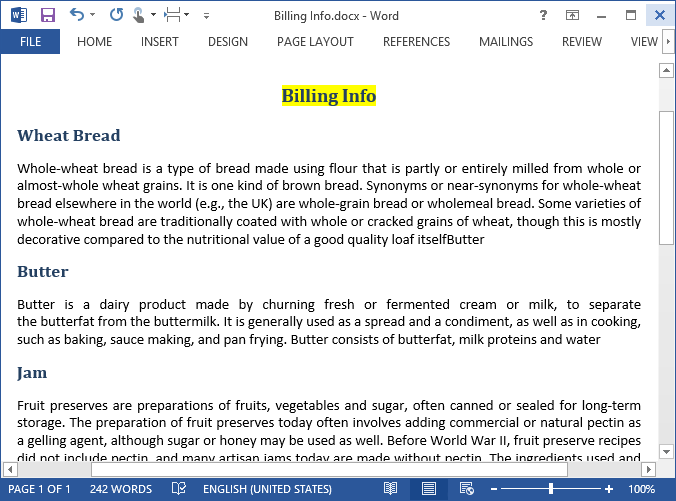 Billing Info.docx - Word
?
FILE HOME INSERT DESIGN PAGE LAYOUT REFERENCES MAILINGS REVIEW VIEW
Billing Info
Wheat Bread
Whole-wheat bread is a type of bread made using flour that is partly or entirely milled from whole or
almost-whole wheat grains. It is one kind of brown bread. Synonyms or near-synonyms for whole-wheat
bread elsewhere in the world (e.g., the UK) are whole-grain bread or wholemeal bread. Some varieties of
whole-wheat bread are traditionally coated with whole or cracked grains of wheat, though this is mostly
decorative compared to the nutritional value of a good quality loaf itselfButter
Butter
Butter is a dairy product made by churning fresh or fermented cream or milk, to separate
the butterfat from the buttermilk. It is generally used as a spread and a condiment, as well as in cooking,
such as baking, sauce making, and pan frying. Butter consists of butterfat, milk proteins and water
Jam
Fruit preserves are preparations of fruits, vegetables and sugar, often canned or sealed for long-term
storage. The preparation of fruit preserves today often involves adding commercial or natural pectin as
a gelling agent, although sugar or honey may be used as well. Before World War II, fruit preserve recipes
did not include pectin, and many artisan jams today are made without pectin. The ingredients used and
PAGE 1 OF 1 242 WORDS ENGLISH (UNITED STATES) 100%